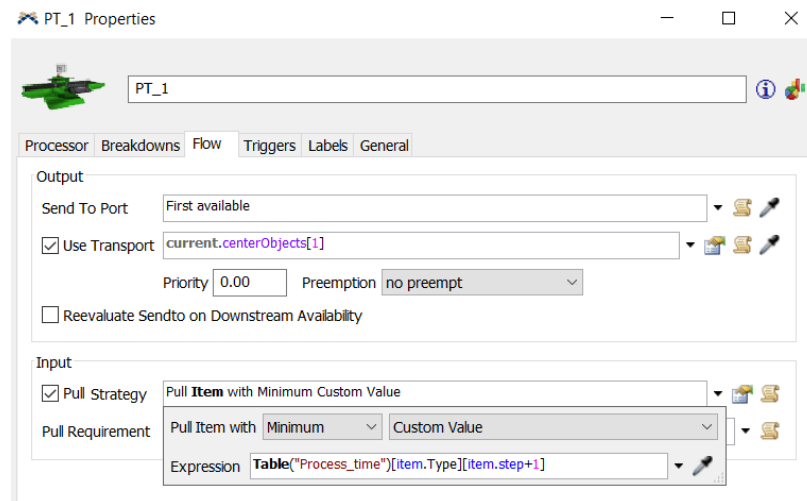 PT_1 Properties
PT_1
Processor Breakdowns Flow Triggers Labels General
Output
Send To Port First available
Use Transport current.centerObjects[1]
Priority 0.00 Preemption no preempt
Reevaluate Sendto on Downstream Availability
Input
Pull Strategy Pull Item with Minimum Custom Value
Pull Requirement Pull Item with Minimum Custom Value
Expression Table("Process_time")[item.Type][item.step+1]